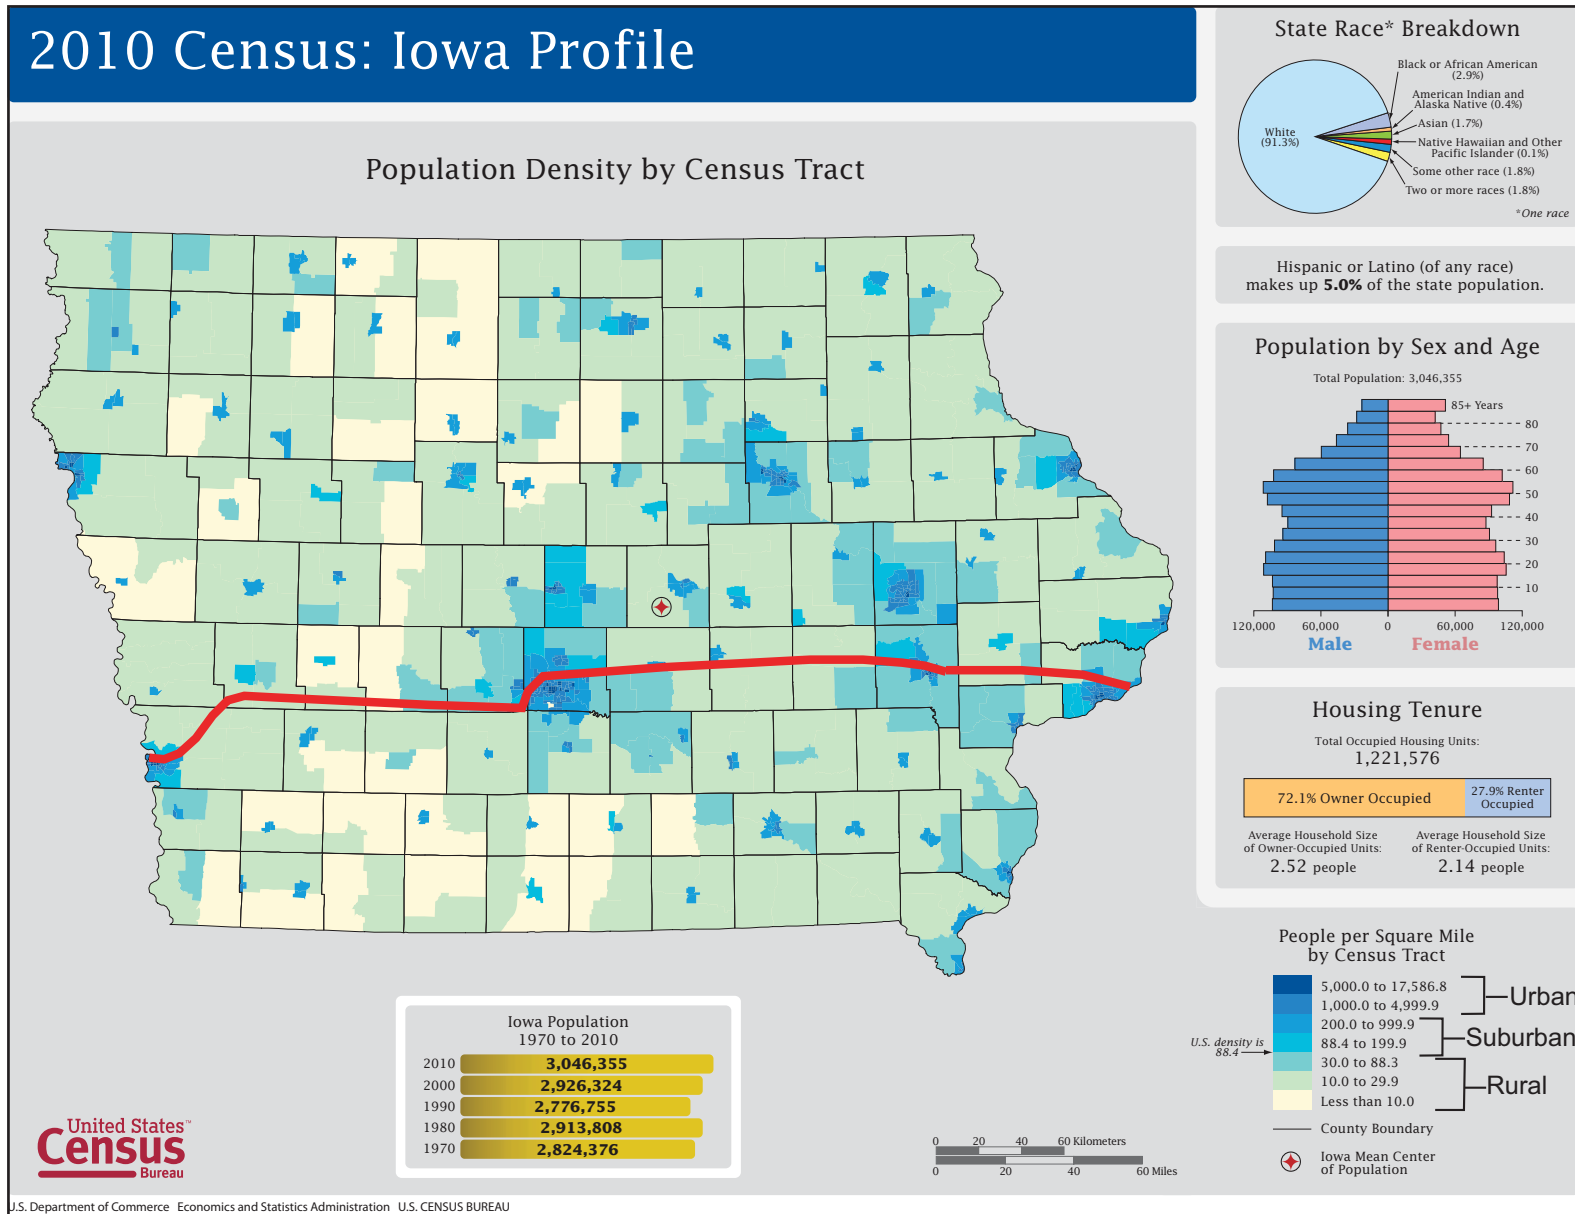 2010 Census: Iowa Profile
Population Density by Census Tract
State Race* Breakdown
Black or African American
(2.9%)
American Indian and
Alaska Native (0.4%)
Asian (1.7%)
White
(91.3%)
Native Hawaiian and Other
Pacific Islander (0.1%)
Some other race (1.8%)
Two or more races (1.8%)
*One race
Hispanic or Latino (of any race)
makes up 5.0% of the state population.
Population by Sex and Age
Total Population: 3,046,355
85+ Years
80
70
60
50
40
30
20
10
120,000 60,000 0 60,000 120,000
Male Female
Housing Tenure
Total Occupied Housing Units:
1,221,576
72.1% Owner Occupied
27.9% Renter
Occupied
Average Household Size
of Owner-Occupied Units:
2.52 people
Average Household Size
of Renter-Occupied Units:
2.14 people
People per Square Mile
by Census Tract
5,000.0 to 17,586.8
1,000.0 to 4,999.9
Urban
200.0 to 999.9
88.4 to 199.9
Suburban
U.S. density is
88.4
30.0 to 88.3
10.0 to 29.9
Less than 10.0
Rural
County Boundary
Iowa Mean Center
of Population
Iowa Population
1970 to 2010
2010 3,046,355
2000 2,926,324
1990 2,776,755
1980 2,913,808
1970 2,824,376
0 20 40 60 Kilometers
0 20 40 60 Miles
United States™
Census
Bureau
U.S. Department of Commerce Economics and Statistics Administration U.S. CENSUS BUREAU